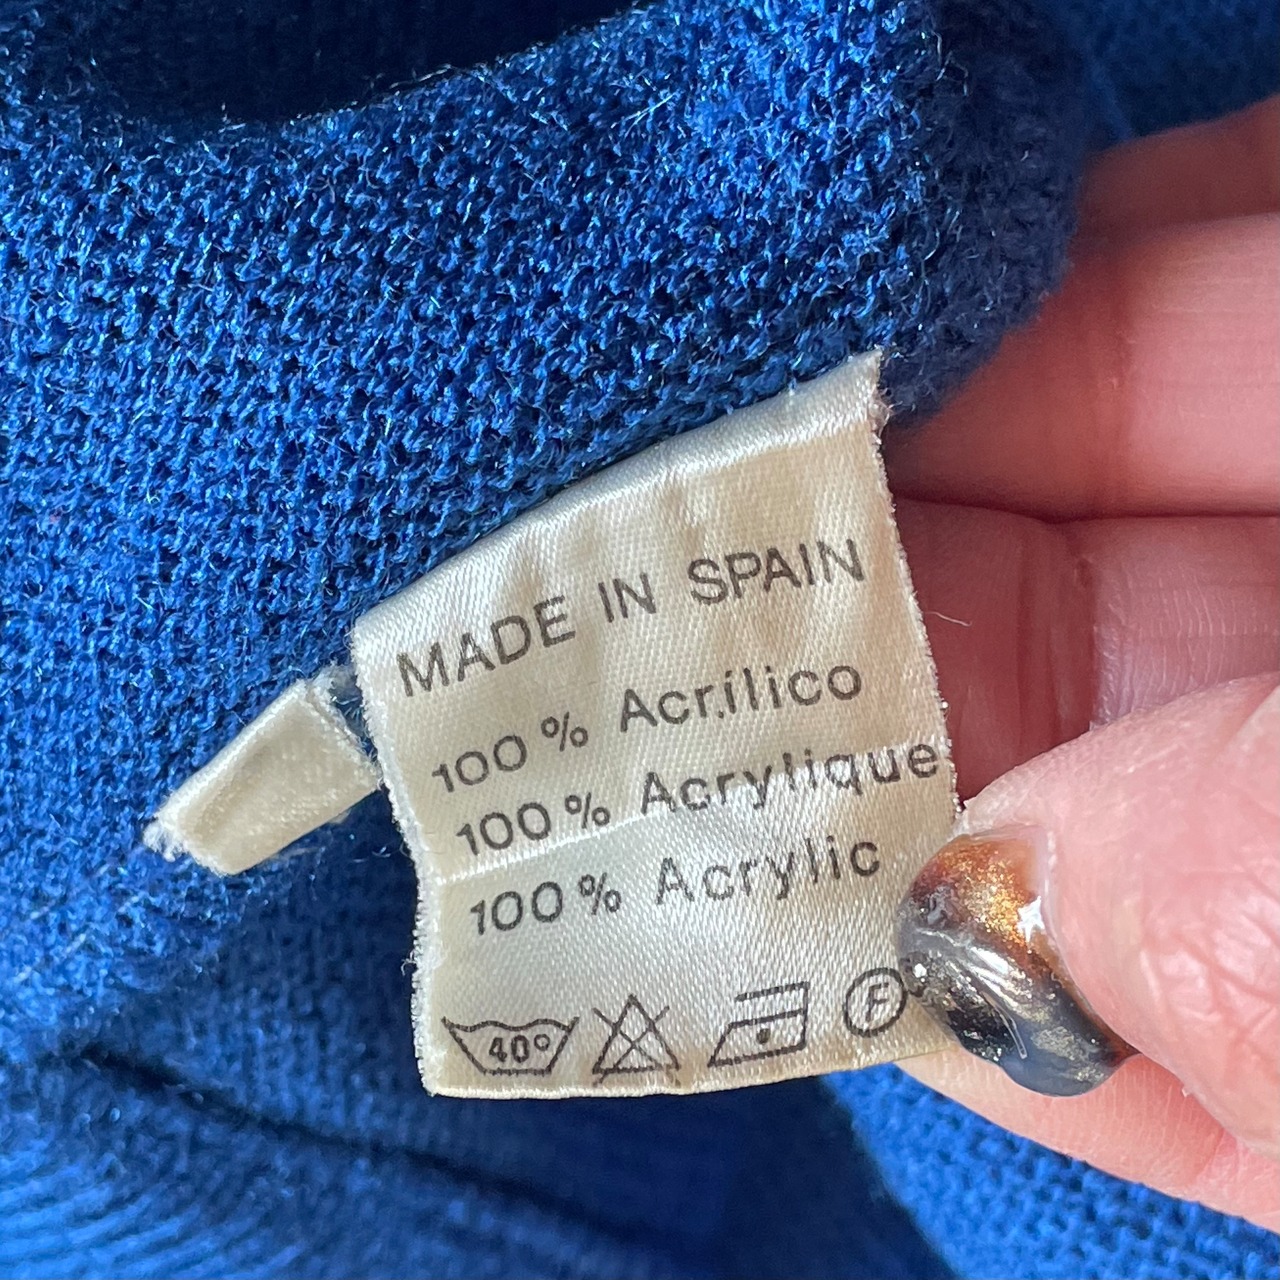 MADE IN SPAIN
100 % Acrílico
100 % Acrylique
100 % Acrylic
40° F